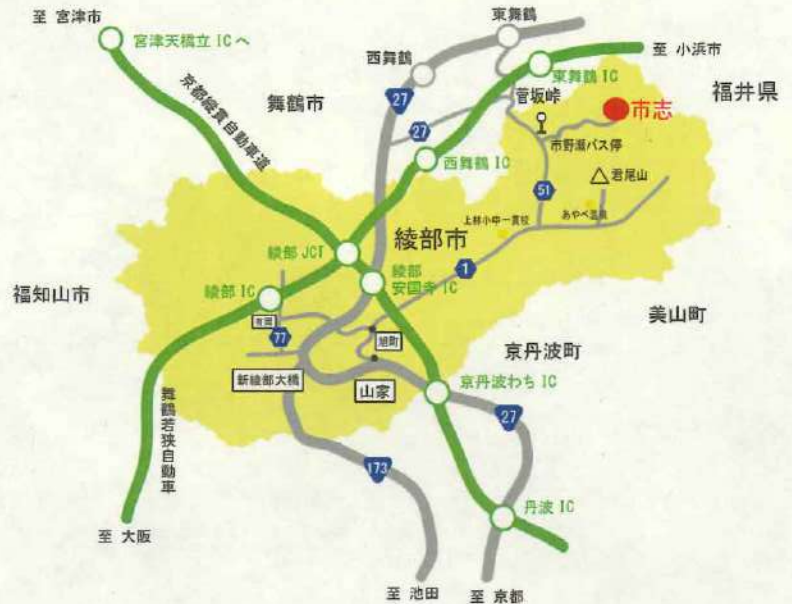 至 宮津市
宮津天橋立 IC へ
東舞鶴
西舞鶴
至 小浜市
東舞鶴 IC
京都縦貫自動車道
舞鶴市
27
菅坂峠
市志
福井県
27
市野瀬バス停
西舞鶴 IC
51
君尾山
上林小中一貫校
あやべ温泉
綾部市
綾部 JCT
1
綾部
安国寺 IC
綾部 IC
福知山市
美山町
有岡
77
旭町
京丹波町
新綾部大橋
山家
京丹波わち IC
舞鶴若狭自動車
27
173
丹波 IC
至 大阪
至 池田
至 京都